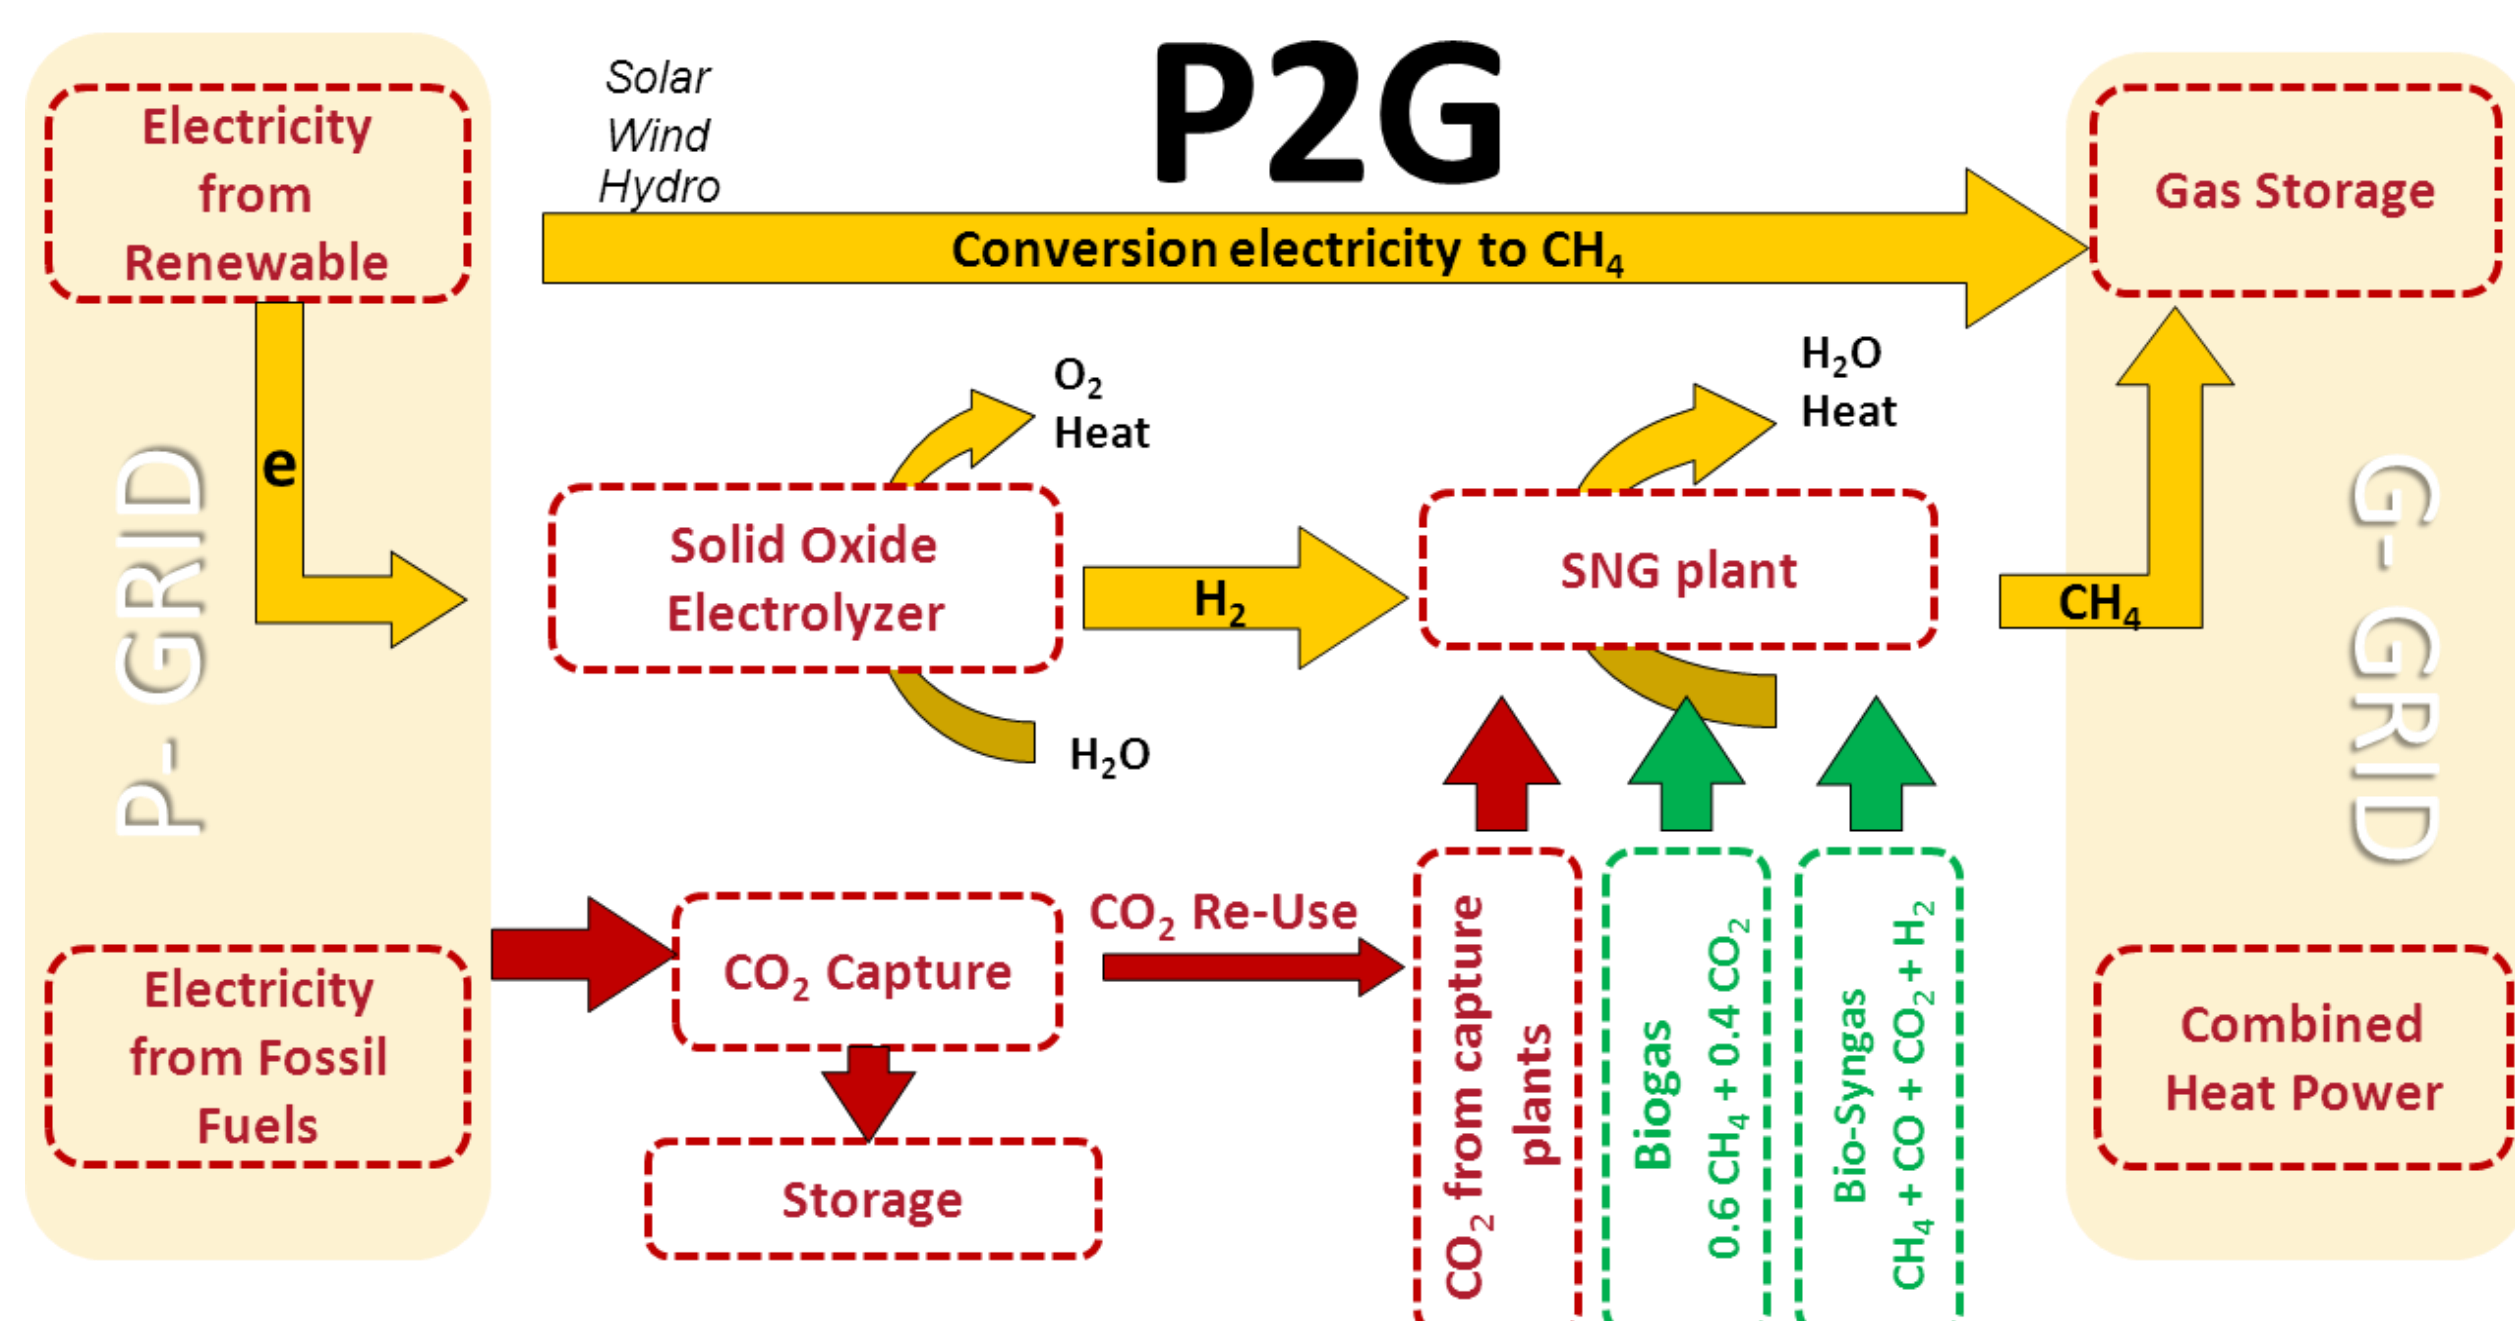 P2G
Solar
Wind
Hydro
Electricity
from
Renewable
Conversion electricity to CH₄
Gas Storage
P- GRID
e
O₂
Heat
Solid Oxide
Electrolyzer
H₂O
H₂
H₂O
Heat
SNG plant
CH₄
G- GRID
Electricity
from Fossil
Fuels
CO₂ Capture
CO₂ Re-Use
Storage
CO₂ from capture
plants
Biogas
0.6 CH₄ + 0.4 CO₂
Bio-Syngas
CH₄ + CO + CO₂ + H₂
Combined
Heat Power